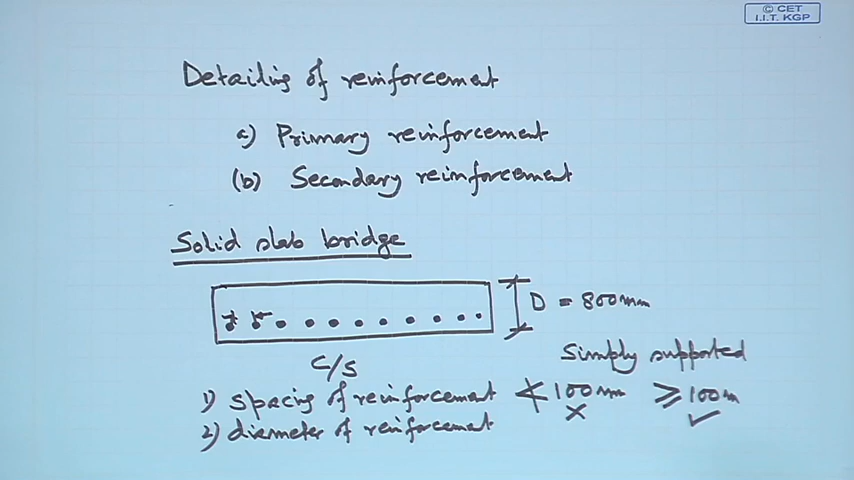 © CET
I.I.T. KGP
Detailing of reinforcement
a) Primary reinforcement
(b) Secondary reinforcement
Solid slab bridge
D = 800mm
C/S
Simply supported
1) spacing of reinforcement ≮ 100mm ≥ 100m
2) diameter of reinforcement